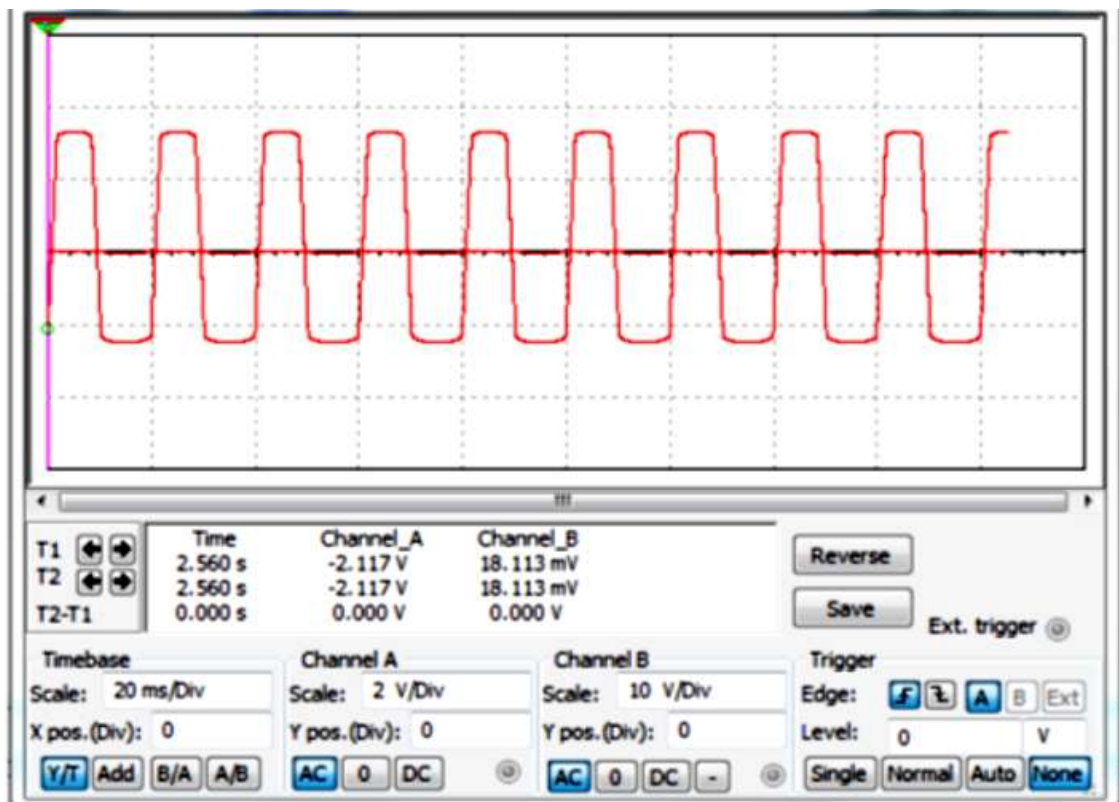 Time Channel_A Channel_B
T1 2.560 s -2.117 V 18.113 mV
T2 2.560 s -2.117 V 18.113 mV
T2-T1 0.000 s 0.000 V 0.000 V
Reverse
Save
Ext. trigger
Timebase
Scale: 20 ms/Div
X pos.(Div): 0
Y/T Add B/A A/B
Channel A
Scale: 2 V/Div
Y pos.(Div): 0
AC 0 DC
Channel B
Scale: 10 V/Div
Y pos.(Div): 0
AC 0 DC -
Trigger
Edge: A B Ext
Level: 0 V
Single Normal Auto None